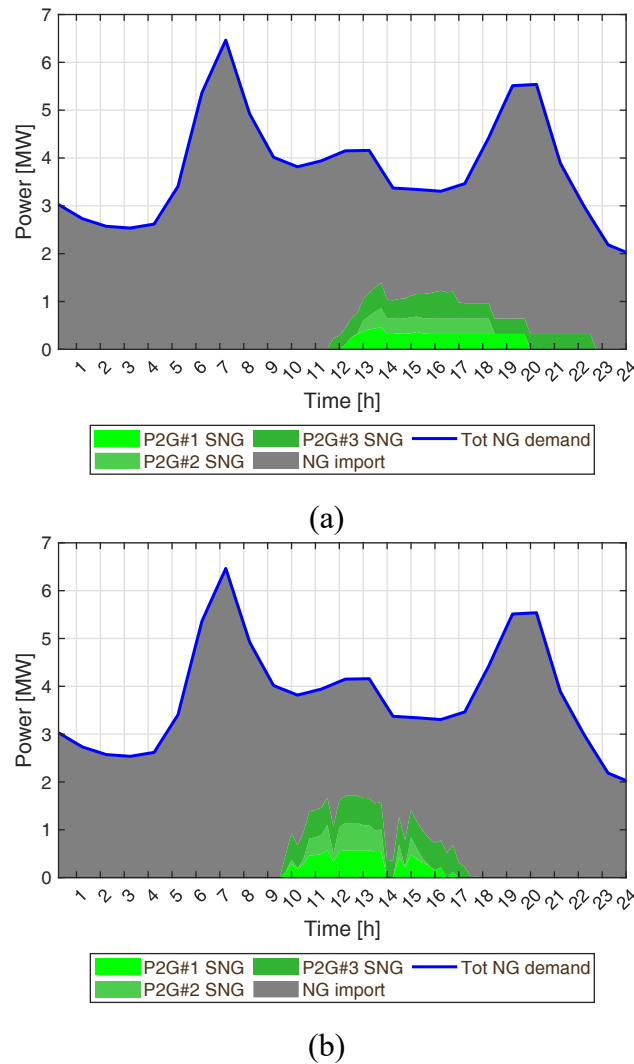 7
6
5
4
3
2
1
0
Power [MW]
1 2 3 4 5 6 7 8 9 10 11 12 13 14 15 16 17 18 19 20 21 22 23 24
Time [h]
P2G#1 SNG P2G#3 SNG Tot NG demand
P2G#2 SNG NG import
(a)
7
6
5
4
3
2
1
0
Power [MW]
1 2 3 4 5 6 7 8 9 10 11 12 13 14 15 16 17 18 19 20 21 22 23 24
Time [h]
P2G#1 SNG P2G#3 SNG Tot NG demand
P2G#2 SNG NG import
(b)